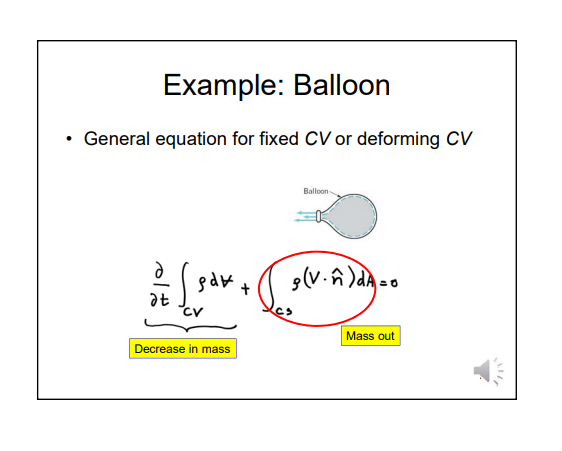 Example: Balloon
• General equation for fixed CV or deforming CV
Balloon
∂/∂t ∫CV ρdV̶ + ∫CS ρ(V·n̂)dA = 0
Mass out
Decrease in mass